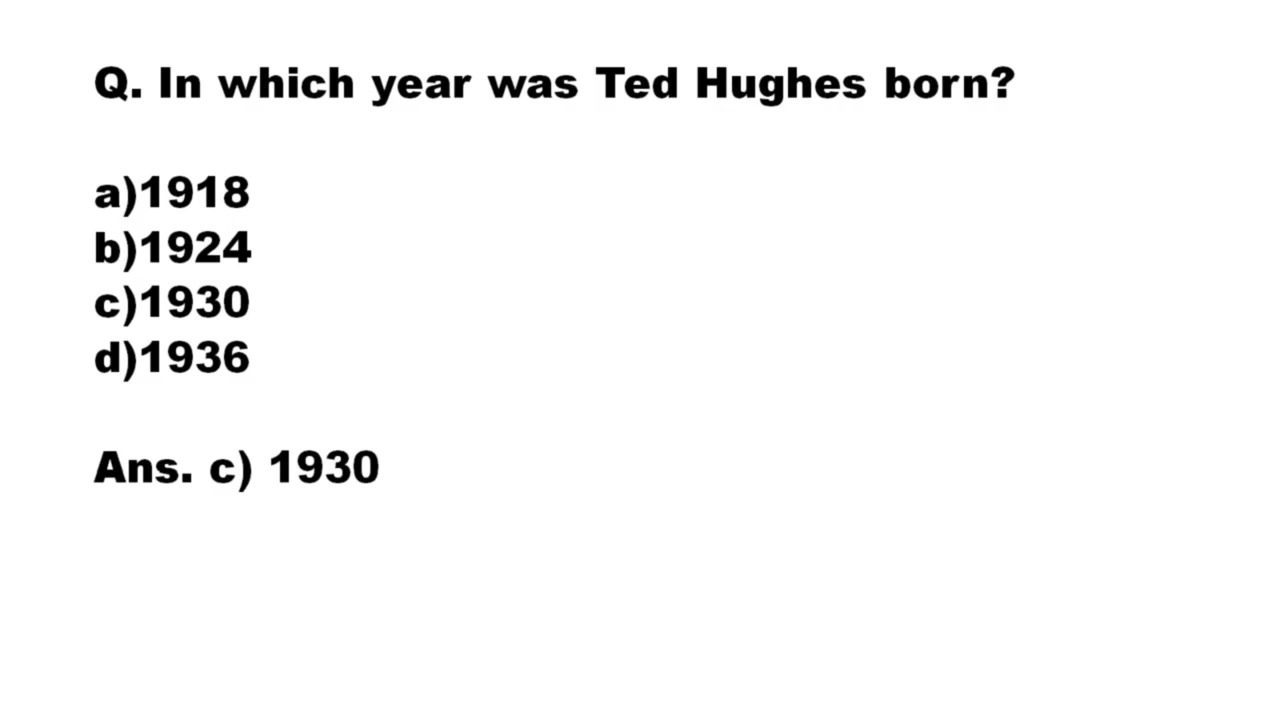 Q. In which year was Ted Hughes born?
a)1918
b)1924
c)1930
d)1936
Ans. c) 1930